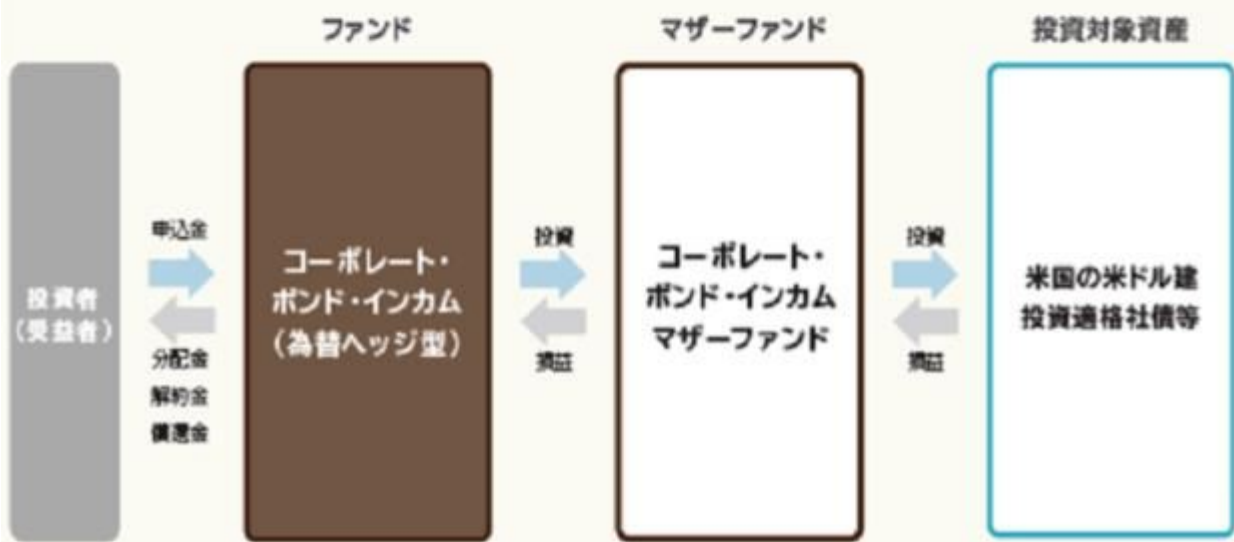 ファンド
マザーファンド
投資対象資産
投資者
(受益者)
申込金
分配金
解約金
償還金
コーポレート・
ボンド・インカム
(為替ヘッジ型)
投資
損益
コーポレート・
ボンド・インカム
マザーファンド
投資
損益
米国の米ドル建
投資適格社債等